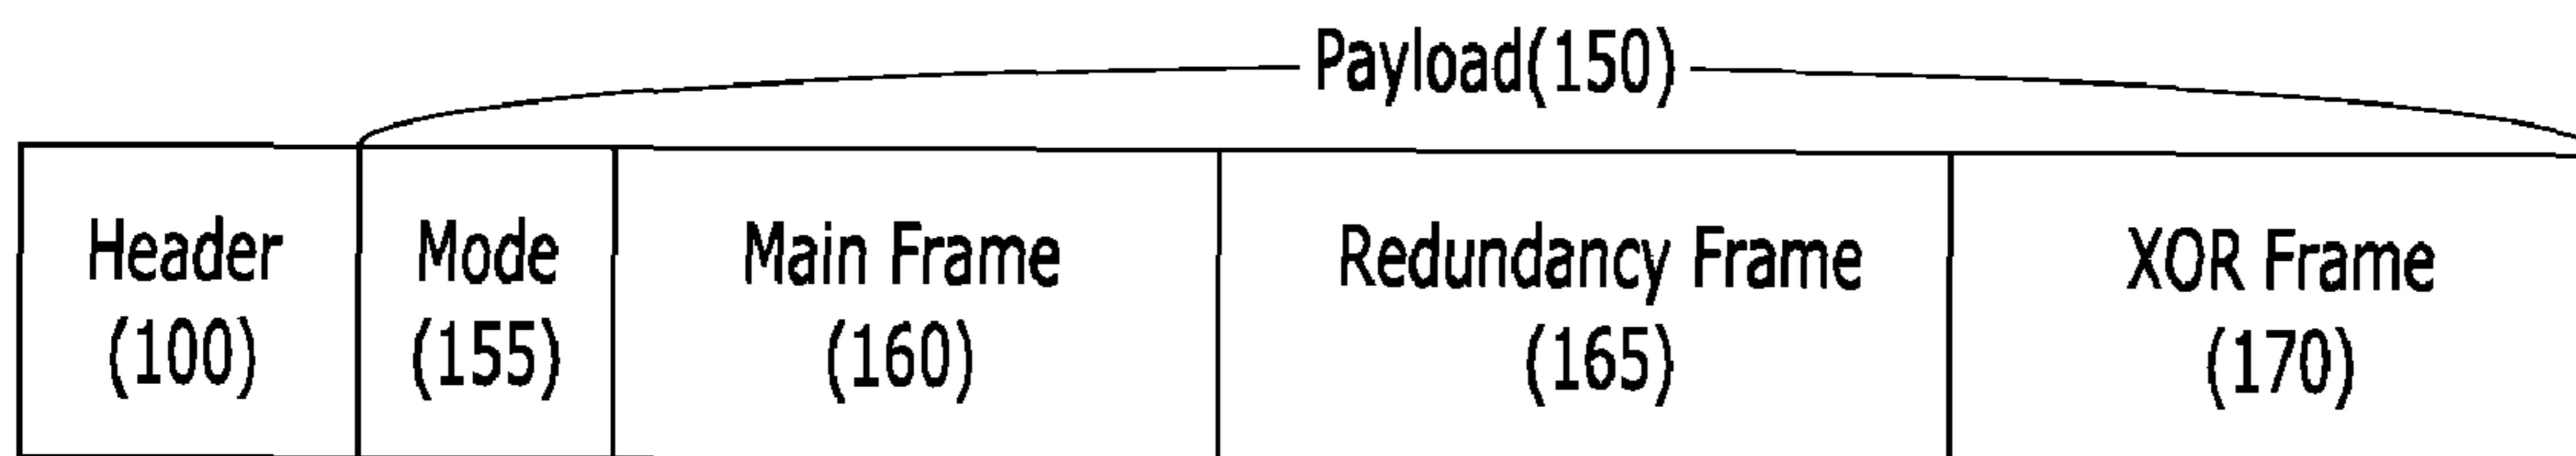 Payload(150)
Header
(100)
Mode
(155)
Main Frame
(160)
Redundancy Frame
(165)
XOR Frame
(170)